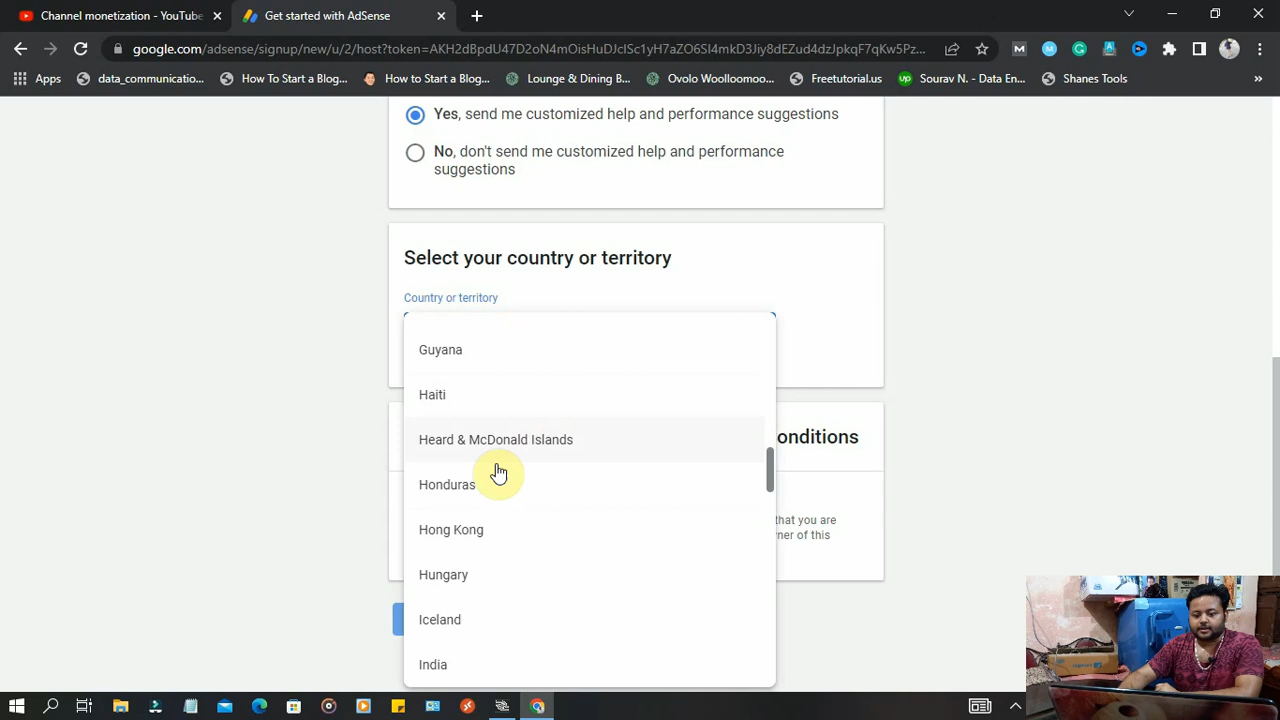 Channel monetization - YouTube
Get started with AdSense
google.com/adsense/signup/new/u/2/host?token=AKH2dBpdU47D2oN4mOisHuDJclSc1yH7aZO6SI4mkD3Jiy8dEZud4dzJpkqF7qKw5Pz...
Apps
data_communicatio...
How To Start a Blog...
How to Start a Blog...
Lounge & Dining B...
Ovolo Woolloomoo...
Freetutorial.us
Sourav N. - Data En...
Shanes Tools
Yes, send me customized help and performance suggestions
No, don't send me customized help and performance
suggestions
Select your country or territory
Country or territory
Guyana
Haiti
Heard & McDonald Islands
Honduras
Hong Kong
Hungary
Iceland
India
onditions
that you are
ner of this